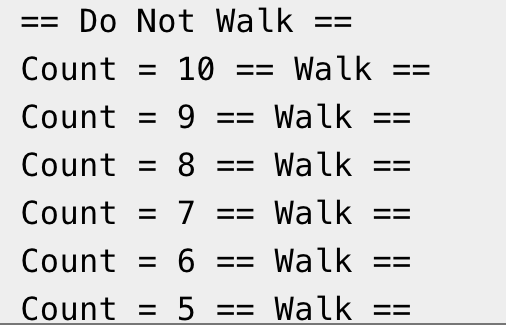 == Do Not Walk ==
Count = 10 == Walk ==
Count = 9 == Walk ==
Count = 8 == Walk ==
Count = 7 == Walk ==
Count = 6 == Walk ==
Count = 5 == Walk ==